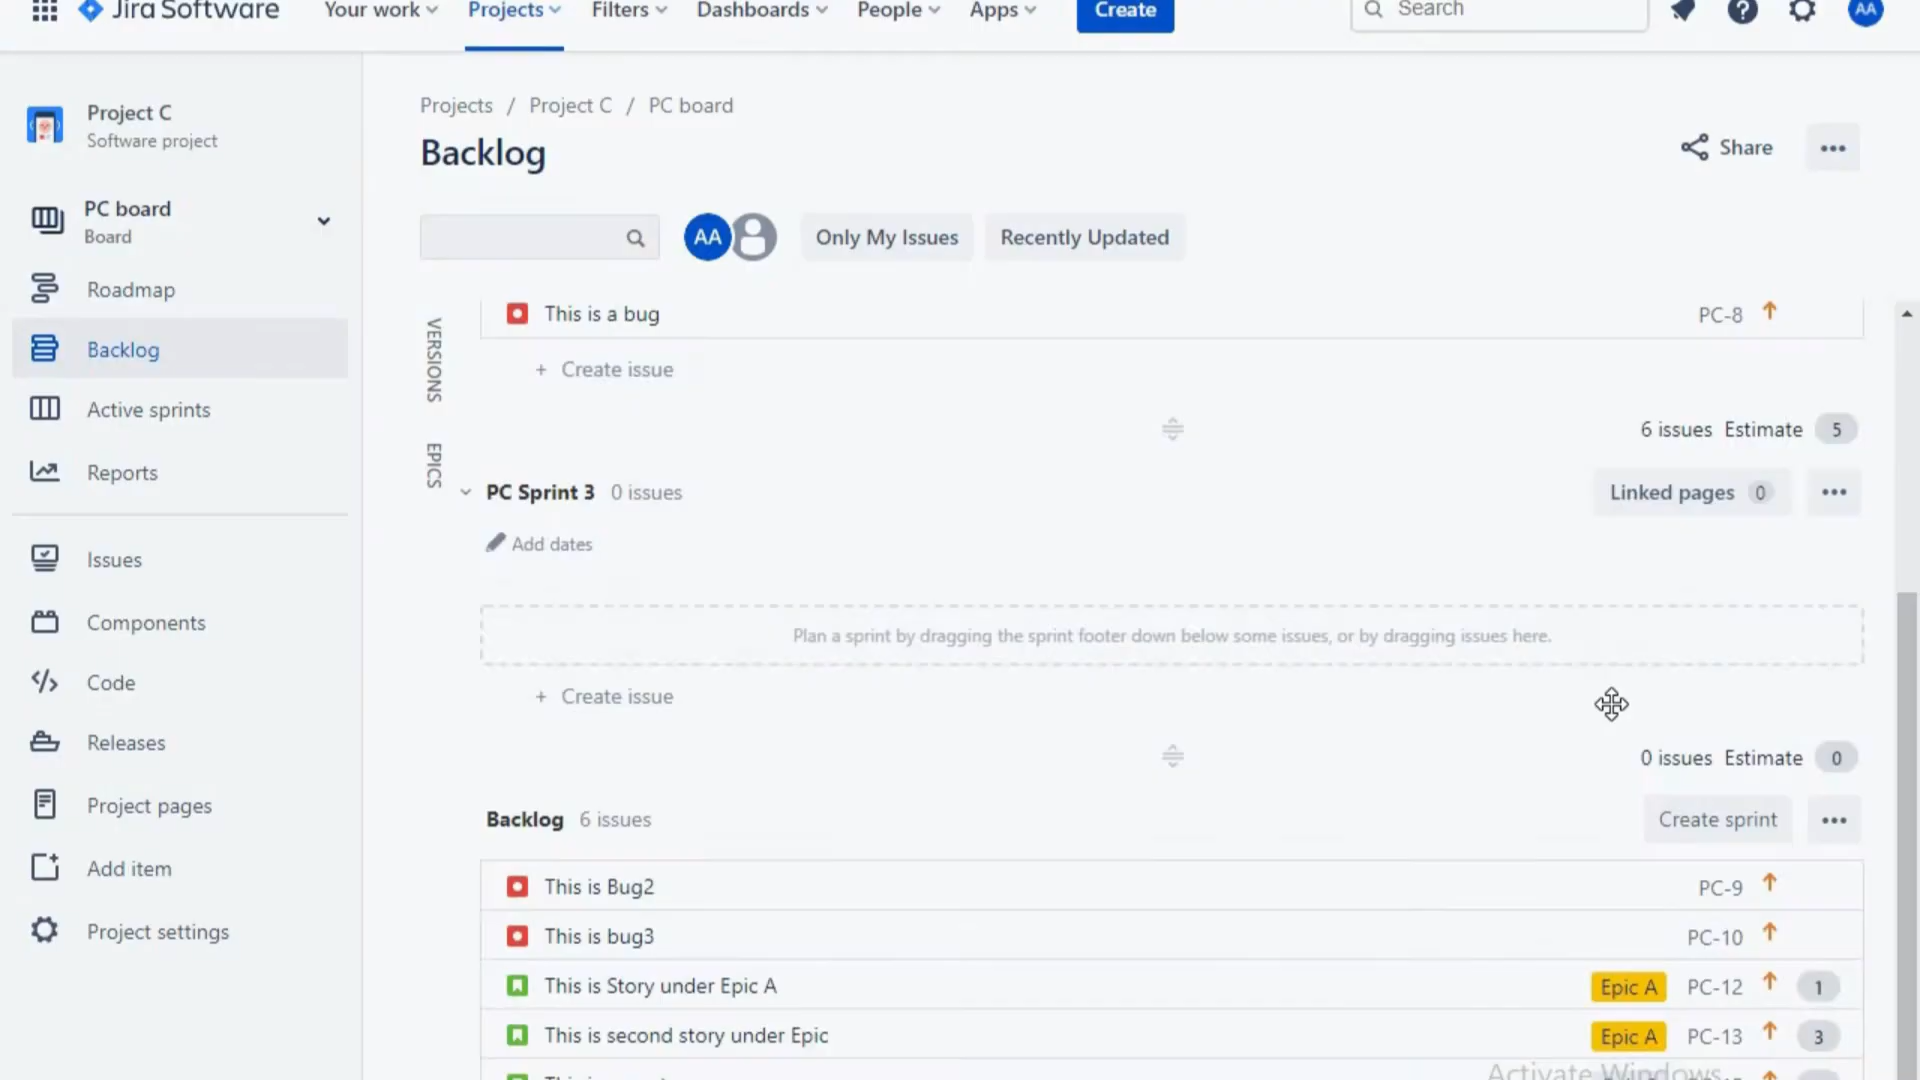 Jira Software
Your work
Projects
Filters
Dashboards
People
Apps
Create
Search
AA
Project C
Software project
PC board
Board
Roadmap
Backlog
Active sprints
Reports
Issues
Components
Code
Releases
Project pages
Add item
Project settings
Projects / Project C / PC board
Backlog
Share
AA
Only My Issues
Recently Updated
VERSIONS
EPICS
This is a bug PC-8
+ Create issue
6 issues Estimate 5
PC Sprint 3 0 issues
Linked pages 0
Add dates
Plan a sprint by dragging the sprint footer down below some issues, or by dragging issues here.
+ Create issue
0 issues Estimate 0
Backlog 6 issues
Create sprint
This is Bug2 PC-9
This is bug3 PC-10
This is Story under Epic A Epic A PC-12 1
This is second story under Epic Epic A PC-13 3
Activate Windows